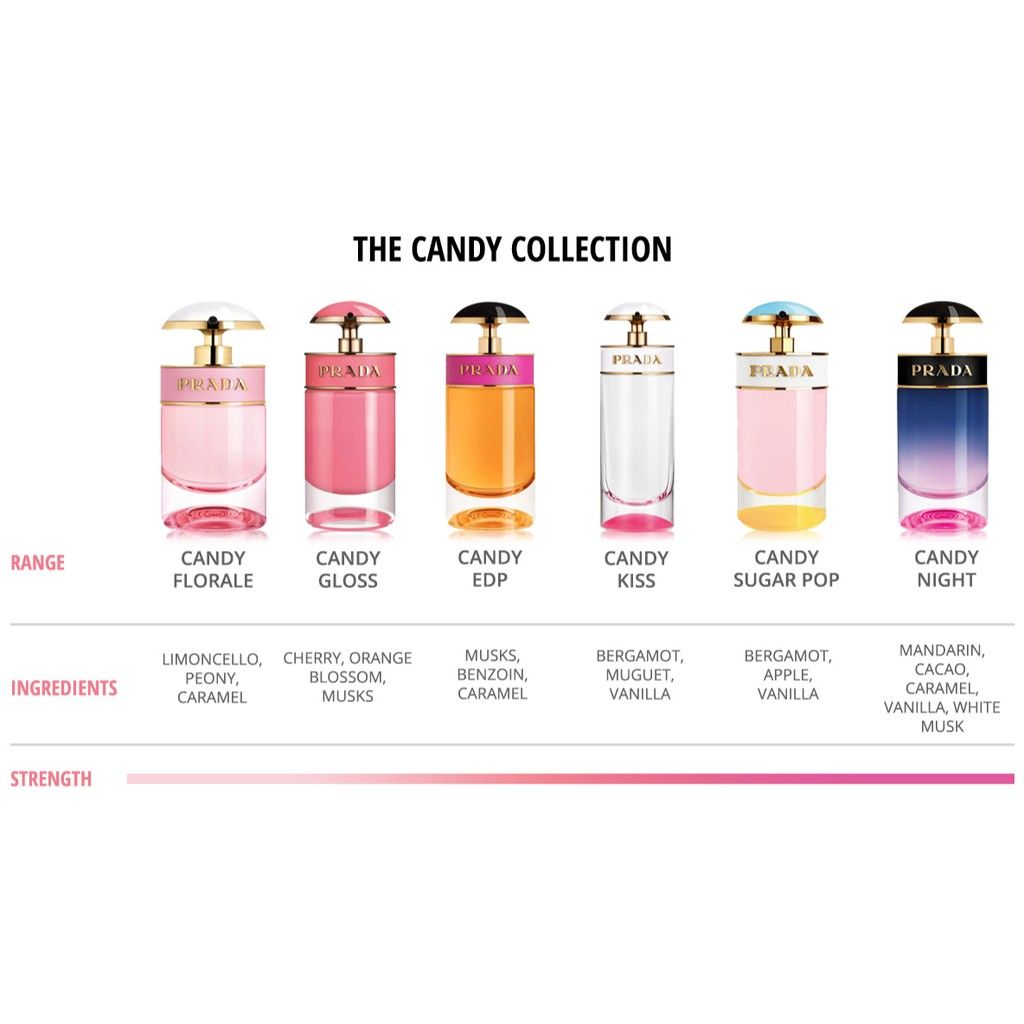 THE CANDY COLLECTION
PRADA
PRADA
PRADA
PRADA
PRADA
PRADA
RANGE
CANDY
FLORALE
CANDY
GLOSS
CANDY
EDP
CANDY
KISS
CANDY
SUGAR POP
CANDY
NIGHT
INGREDIENTS
LIMONCELLO,
PEONY,
CARAMEL
CHERRY, ORANGE
BLOSSOM,
MUSKS
MUSKS,
BENZOIN,
CARAMEL
BERGAMOT,
MUGUET,
VANILLA
BERGAMOT,
APPLE,
VANILLA
MANDARIN,
CACAO,
CARAMEL,
VANILLA, WHITE
MUSK
STRENGTH